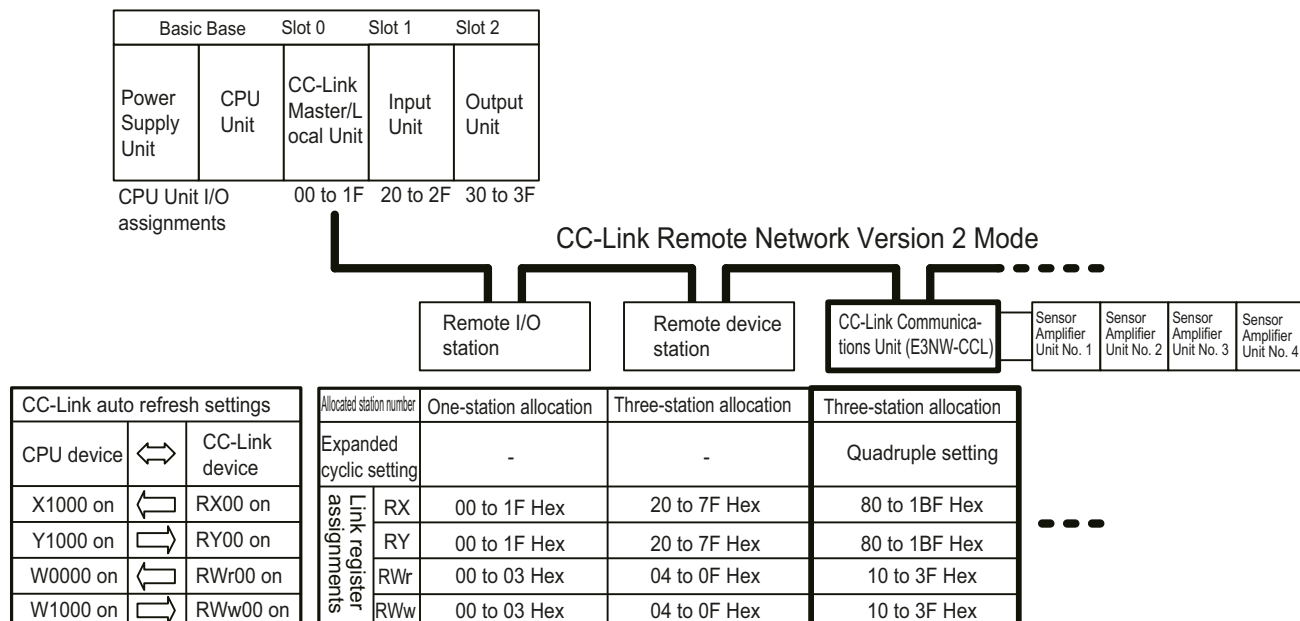 Basic Base Slot 0 Slot 1 Slot 2
Power
Supply
Unit
CPU
Unit
CC-Link
Master/L
ocal Unit
Input
Unit
Output
Unit
CPU Unit I/O
assignments
00 to 1F 20 to 2F 30 to 3F
CC-Link Remote Network Version 2 Mode
Remote I/O
station
Remote device
station
CC-Link Communica-
tions Unit (E3NW-CCL)
Sensor
Amplifier
Unit No. 1
Sensor
Amplifier
Unit No. 2
Sensor
Amplifier
Unit No. 3
Sensor
Amplifier
Unit No. 4
CC-Link auto refresh settings
CPU device CC-Link
device
X1000 on RX00 on
Y1000 on RY00 on
W0000 on RWr00 on
W1000 on RWw00 on
Allocated station number One-station allocation Three-station allocation Three-station allocation
Expanded
cyclic setting
- - Quadruple setting
Link register
assignments
RX 00 to 1F Hex 20 to 7F Hex 80 to 1BF Hex
RY 00 to 1F Hex 20 to 7F Hex 80 to 1BF Hex
RWr 00 to 03 Hex 04 to 0F Hex 10 to 3F Hex
RWw 00 to 03 Hex 04 to 0F Hex 10 to 3F Hex